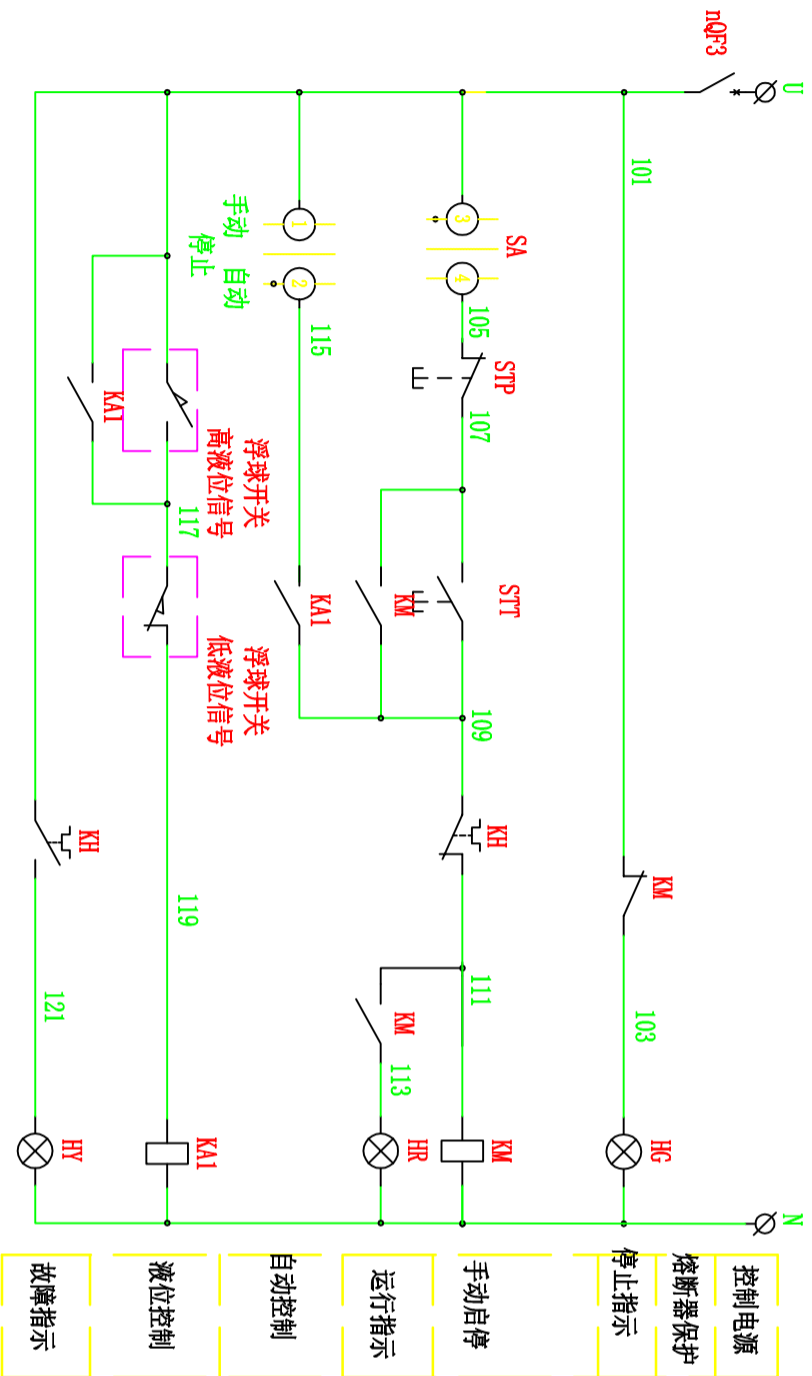 U
nQF3
101
KM
103
HG
N
3
4
SA
105
STP
107
STT
109
KH
111
KM
KM
KM
113
HR
1
2
手动
停止
自动
115
KA1
KA1
浮球开关
高液位信号
117
浮球开关
低液位信号
119
KA1
KH
121
HY
控制电源
熔断器保护
停止指示
手动启停
运行指示
自动控制
液位控制
故障指示